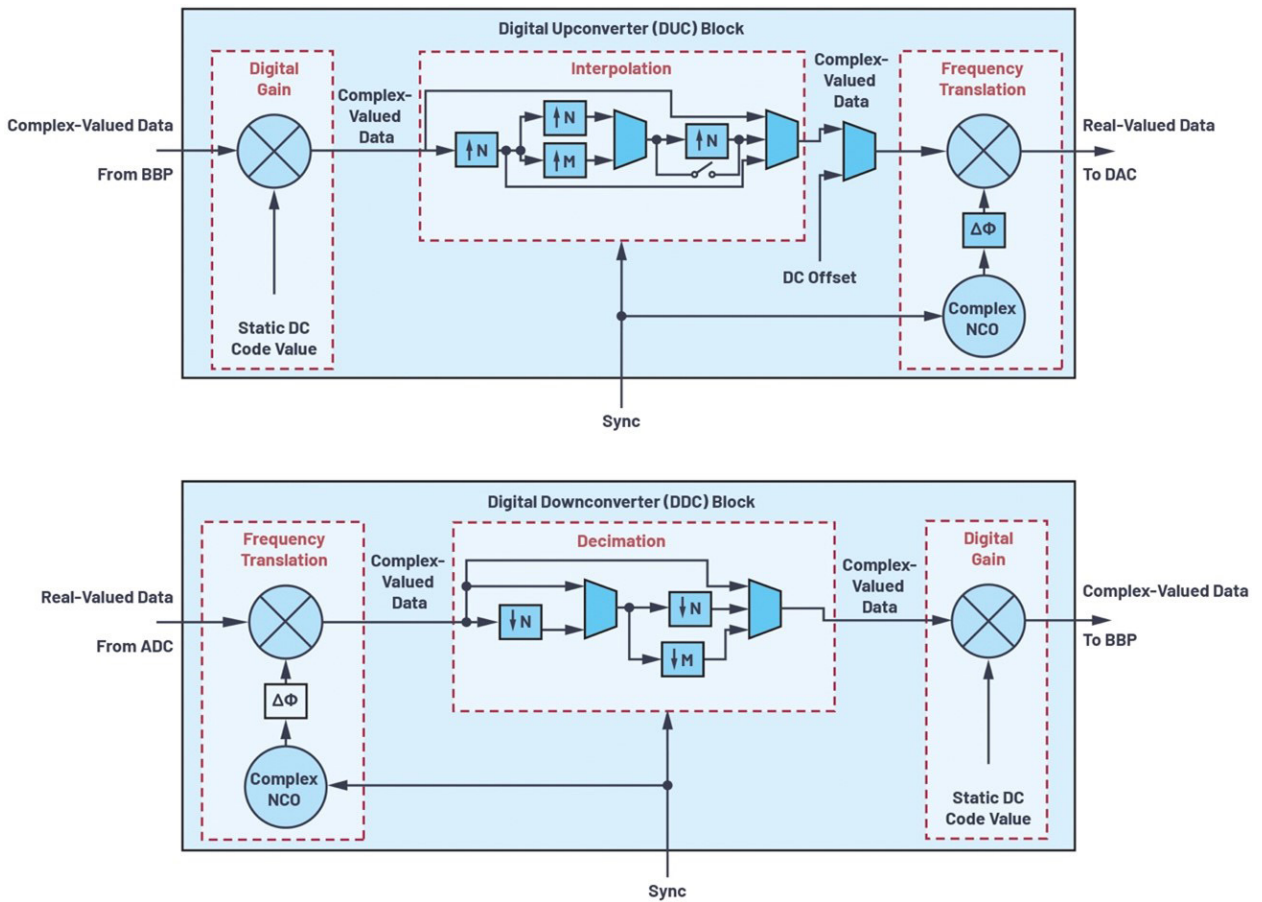 Digital Upconverter (DUC) Block
Digital
Gain
Interpolation
Complex-
Valued
Data
Frequency
Translation
Complex-
Valued
Data
Complex-Valued Data
From BBP
↑N
↑N
↑M
↑N
Real-Valued Data
To DAC
ΔΦ
DC Offset
Complex
NCO
Static DC
Code Value
Sync
Digital Downconverter (DDC) Block
Frequency
Translation
Decimation
Digital
Gain
Complex-
Valued
Data
Complex-
Valued
Data
Real-Valued Data
From ADC
↓N
↓N
↓M
Complex-Valued Data
To BBP
ΔΦ
Complex
NCO
Static DC
Code Value
Sync